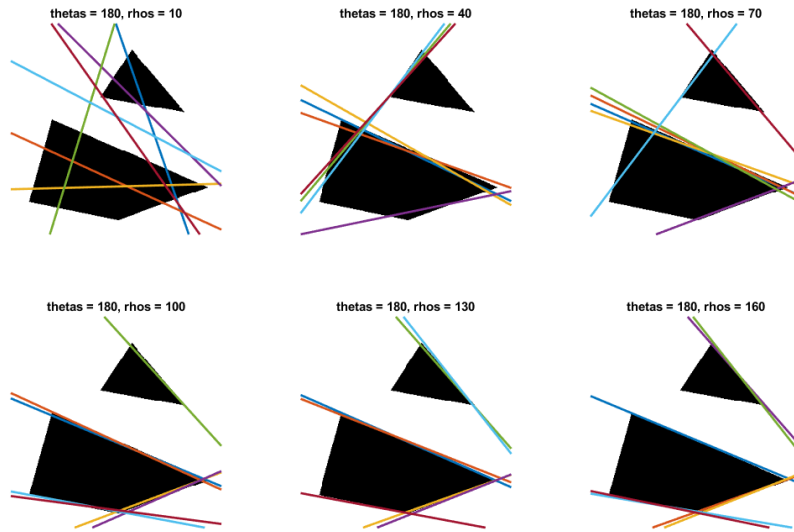 thetas = 180, rhos = 10
thetas = 180, rhos = 40
thetas = 180, rhos = 70
thetas = 180, rhos = 100
thetas = 180, rhos = 130
thetas = 180, rhos = 160